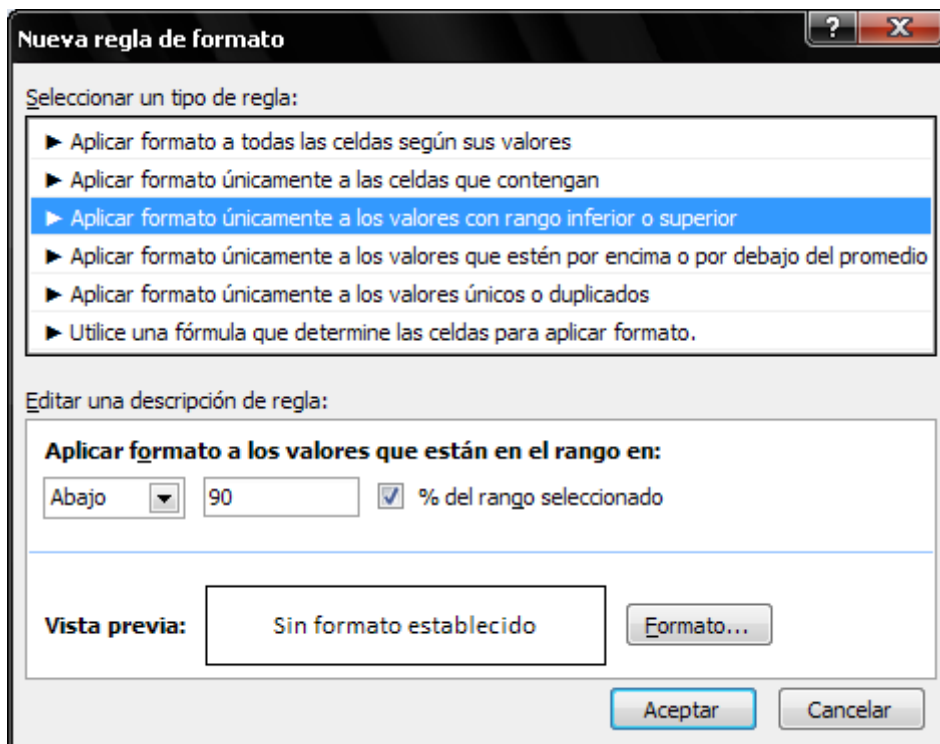 Nueva regla de formato
Seleccionar un tipo de regla:
► Aplicar formato a todas las celdas según sus valores
► Aplicar formato únicamente a las celdas que contengan
► Aplicar formato únicamente a los valores con rango inferior o superior
► Aplicar formato únicamente a los valores que estén por encima o por debajo del promedio
► Aplicar formato únicamente a los valores únicos o duplicados
► Utilice una fórmula que determine las celdas para aplicar formato.
Editar una descripción de regla:
Aplicar formato a los valores que están en el rango en:
Abajo 90 % del rango seleccionado
Vista previa: Sin formato establecido Formato...
Aceptar Cancelar